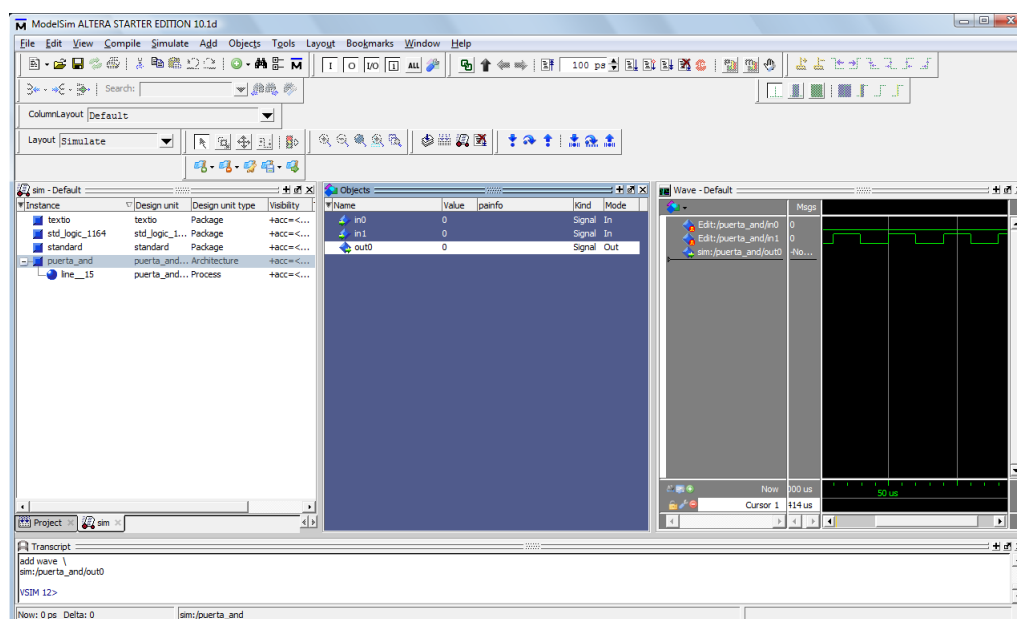 ModelSim ALTERA STARTER EDITION 10.1d
File Edit View Compile Simulate Add Objects Tools Layout Bookmarks Window Help
I O I/O I ALL 100 ps
Search:
ColumnLayout Default
Layout Simulate
sim - Default
Instance Design unit Design unit type Visibility
textio textio Package +acc=<...
std_logic_1164 std_logic_1... Package +acc=<...
standard standard Package +acc=<...
puerta_and puerta_and... Architecture +acc=<...
line__15 puerta_and... Process +acc=<...
Project sim
Objects
Name Value painfo Kind Mode
in0 0 Signal In
in1 0 Signal In
out0 0 Signal Out
Wave - Default
Msgs
Edit:/puerta_and/in0 0
Edit:/puerta_and/in1 0
sim:/puerta_and/out0 -No...
Now 000 us
50 us
Cursor 1 414 us
Transcript
add wave \
sim:/puerta_and/out0
VSIM 12>
Now: 0 ps Delta: 0 sim:/puerta_and